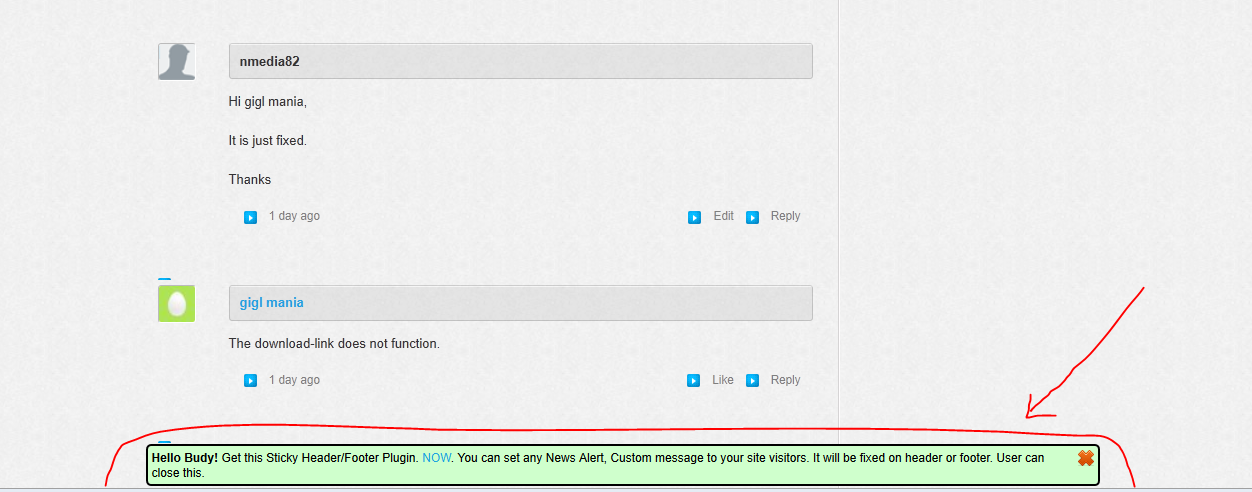 nmedia82
Hi gigl mania,
It is just fixed.
Thanks
1 day ago Edit Reply
gigl mania
The download-link does not function.
1 day ago Like Reply
Hello Budy! Get this Sticky Header/Footer Plugin. NOW. You can set any News Alert, Custom message to your site visitors. It will be fixed on header or footer. User can
close this.